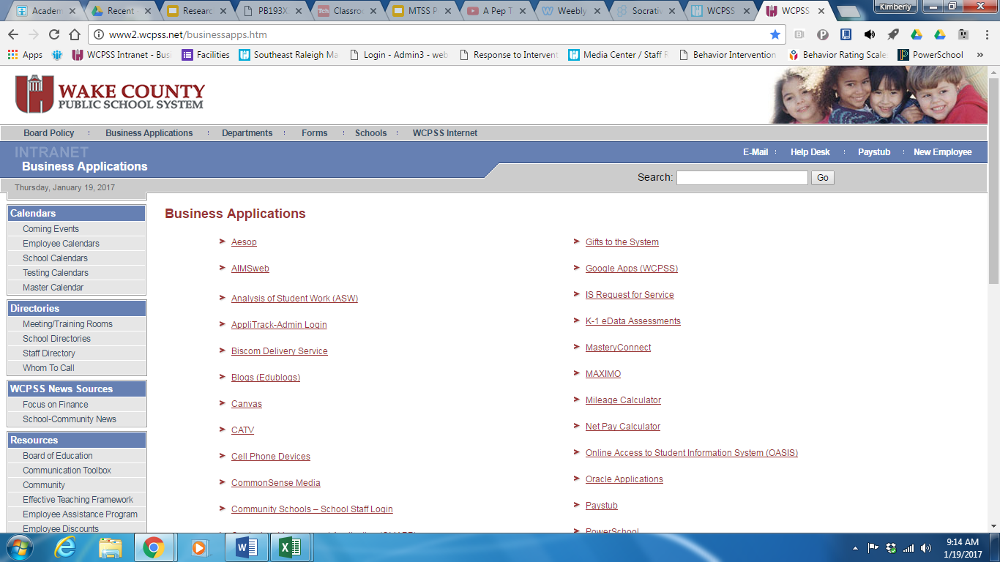 Academ
Recent -
Researc
PB193X
Tch Classro
MTSS P
A Pep T
Weebly
Socrativ
WCPSS
WCPSS
Kimberly
www2.wcpss.net/businessapps.htm
Apps
WCPSS Intranet - Bus
Facilities
Southeast Raleigh Ma
Login - Admin3 - web
Response to Intervent
Media Center / Staff R
Behavior Intervention
Behavior Rating Scale
PowerSchool
»
WAKE COUNTY
PUBLIC SCHOOL SYSTEM
Board Policy Business Applications Departments Forms Schools WCPSS Internet
INTRANET
Business Applications
E-Mail Help Desk Paystub New Employee
Search: Go
Thursday, January 19, 2017
Calendars
Coming Events
Employee Calendars
School Calendars
Testing Calendars
Master Calendar
Directories
Meeting/Training Rooms
School Directories
Staff Directory
Whom To Call
WCPSS News Sources
Focus on Finance
School-Community News
Resources
Board of Education
Communication Toolbox
Community
Effective Teaching Framework
Employee Assistance Program
Employee Discounts
Business Applications
Aesop
AIMSweb
Analysis of Student Work (ASW)
AppliTrack-Admin Login
Biscom Delivery Service
Blogs (Edublogs)
Canvas
CATV
Cell Phone Devices
CommonSense Media
Community Schools – School Staff Login
Gifts to the System
Google Apps (WCPSS)
IS Request for Service
K-1 eData Assessments
MasteryConnect
MAXIMO
Mileage Calculator
Net Pay Calculator
Online Access to Student Information System (OASIS)
Oracle Applications
Paystub
PowerSchool
9:14 AM
1/19/2017